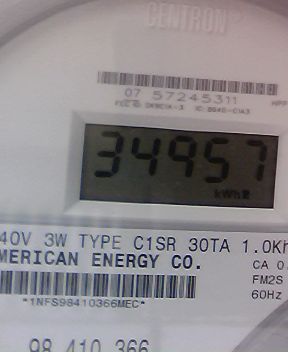 CENTRON
07 57245311
34957
kWh
40V 3W TYPE C1SR 30TA 1.0Kh
MERICAN ENERGY CO.
CA 0.
FM2S
60Hz
*1NFS98410366MEC*
98 410 366